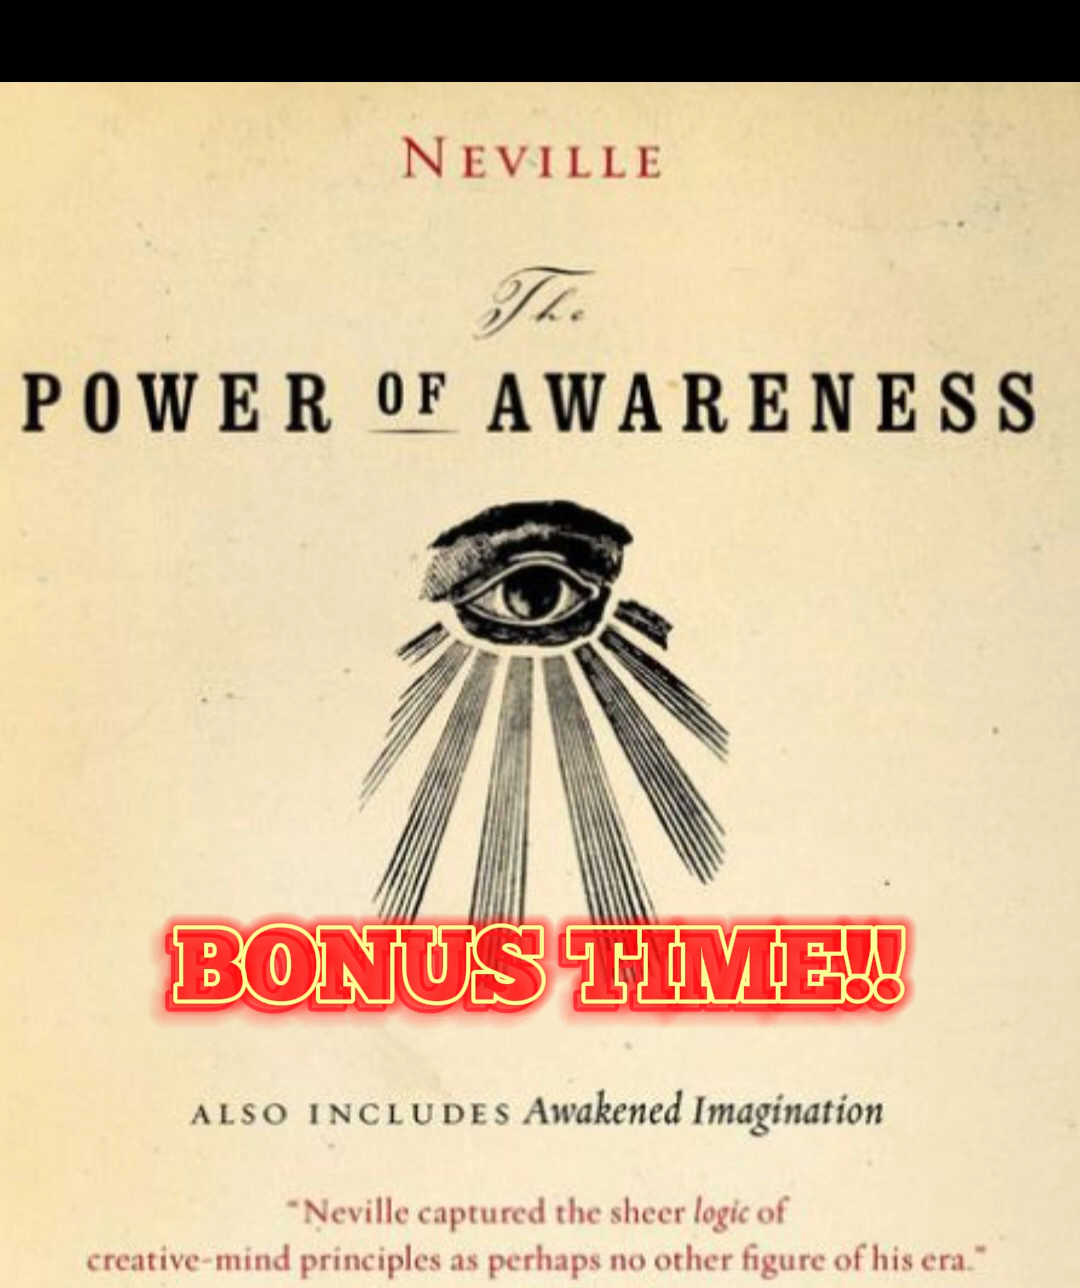 NEVILLE
The
POWER OF AWARENESS
BONUS TIME!!
ALSO INCLUDES Awakened Imagination
"Neville captured the sheer logic of
creative-mind principles as perhaps no other figure of his era."